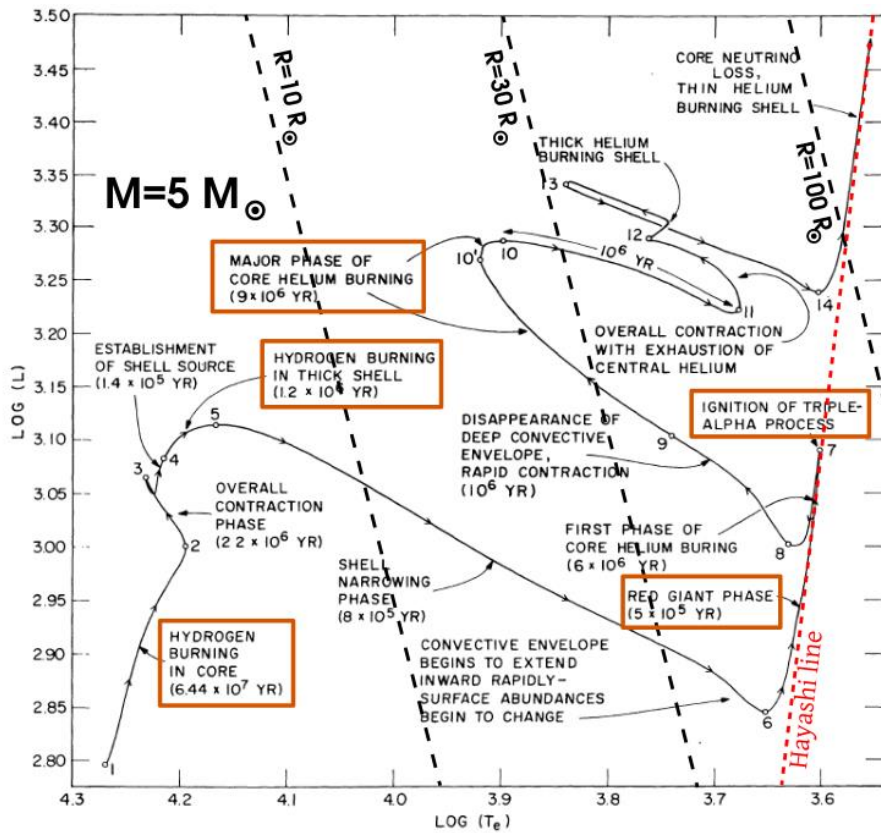 3.50
3.45
3.40
3.35
3.30
3.25
3.20
3.15
3.10
3.05
3.00
2.95
2.90
2.85
2.80
LOG (L)
R=10 R⊙
R=30 R⊙
R=100 R⊙
M=5 M⊙
CORE NEUTRINO
LOSS,
THIN HELIUM
BURNING SHELL
THICK HELIUM
BURNING SHELL
13
12
10'
10
10⁶ YR
11
14
MAJOR PHASE OF
CORE HELIUM BURNING
(9 x 10⁶ YR)
OVERALL CONTRACTION
WITH EXHAUSTION OF
CENTRAL HELIUM
ESTABLISHMENT
OF SHELL SOURCE
(1.4 x 10⁵ YR)
HYDROGEN BURNING
IN THICK SHELL
(1.2 x 10⁶ YR)
IGNITION OF TRIPLE-
ALPHA PROCESS
5
4
3
9
7
DISAPPEARANCE OF
DEEP CONVECTIVE
ENVELOPE,
RAPID CONTRACTION
(10⁶ YR)
OVERALL
CONTRACTION
PHASE
(2.2 x 10⁶ YR)
2
8
FIRST PHASE OF
CORE HELIUM BURING
(6 x 10⁶ YR)
SHELL
NARROWING
PHASE
(8 x 10⁵ YR)
RED GIANT PHASE
(5 x 10⁵ YR)
HYDROGEN
BURNING
IN CORE
(6.44 x 10⁷ YR)
CONVECTIVE ENVELOPE
BEGINS TO EXTEND
INWARD RAPIDLY-
SURFACE ABUNDANCES
BEGIN TO CHANGE
6
Hayashi line
1
4.3
4.2
4.1
4.0
3.9
3.8
3.7
3.6
LOG (Tₑ)